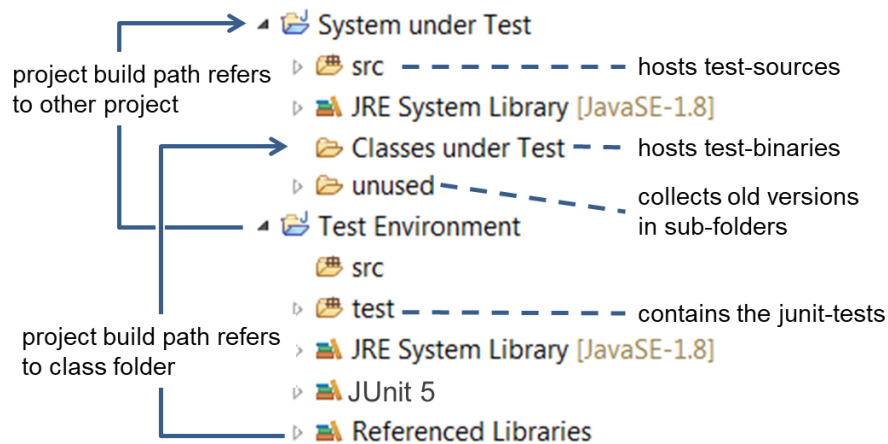 System under Test
project build path refers
to other project
src
hosts test-sources
JRE System Library [JavaSE-1.8]
Classes under Test
hosts test-binaries
unused
collects old versions
in sub-folders
Test Environment
src
test
contains the junit-tests
project build path refers
to class folder
JRE System Library [JavaSE-1.8]
JUnit 5
Referenced Libraries